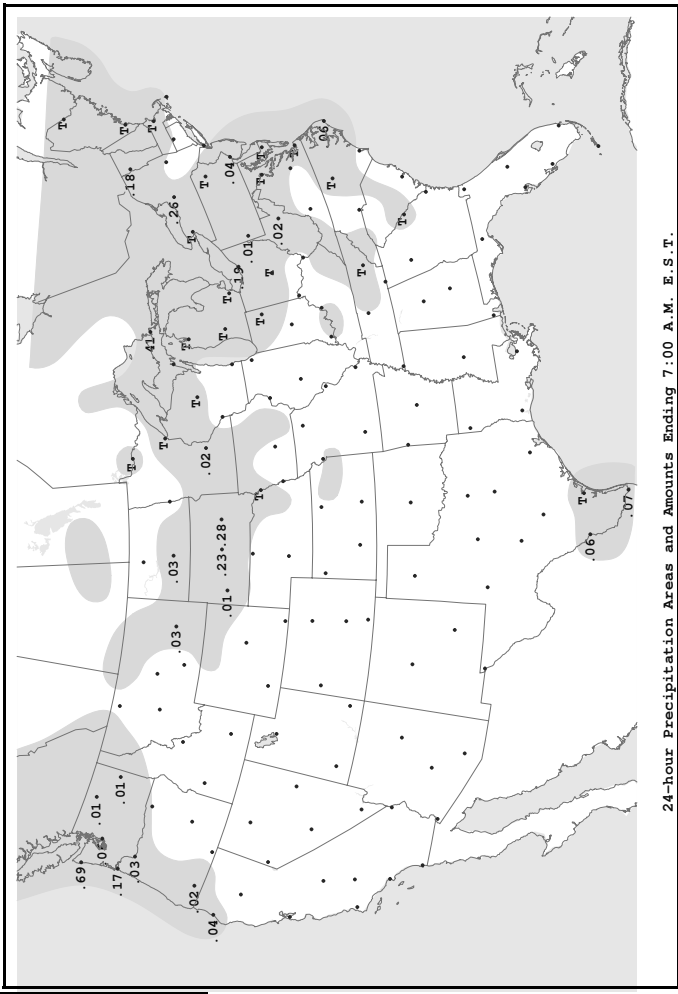 T
.69
.01
.17
.01
T
.18
T
.03
41
T
T
.26
.03
.03
T
T
.02
T
T
.02
.04
.23 .28
T
T
.01
.04
.19
.01
T
T
T
T
T
.02
T
06
T
T
T
T
.06
.07
24-hour Precipitation Areas and Amounts Ending 7:00 A.M. E.S.T.